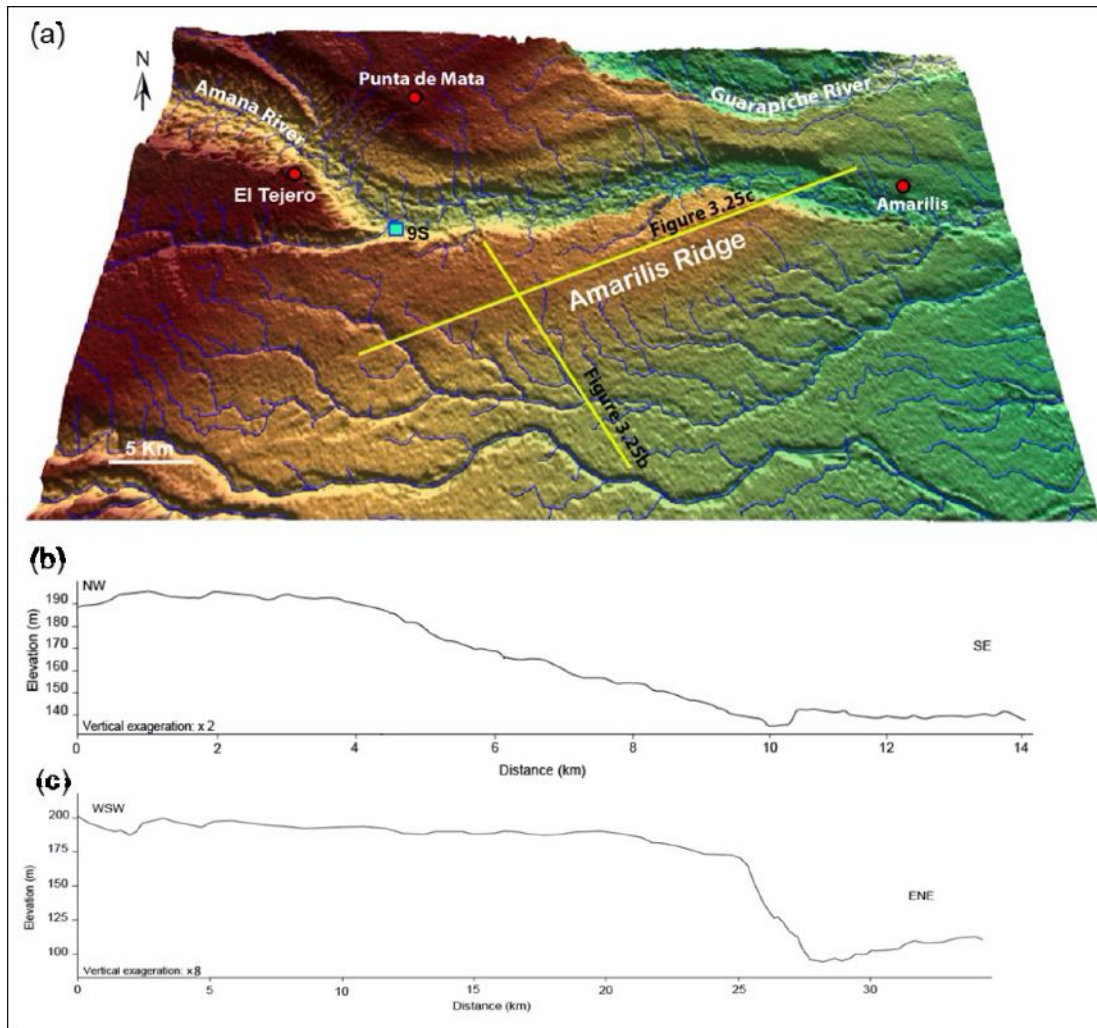 (a)
N
Punta de Mata
Guarapiche River
Amana River
El Tejero
Amarilis
9S
Figure 3.25c
Amarilis Ridge
Figure 3.25b
5 Km
(b)
NW
190
180
170
160
150
140
Elevation (m)
SE
Vertical exageration: x 2
0 2 4 6 8 10 12 14
Distance (km)
(c)
WSW
200
175
150
125
100
Elevation (m)
ENE
Vertical exageration: x8
0 5 10 15 20 25 30
Distance (km)